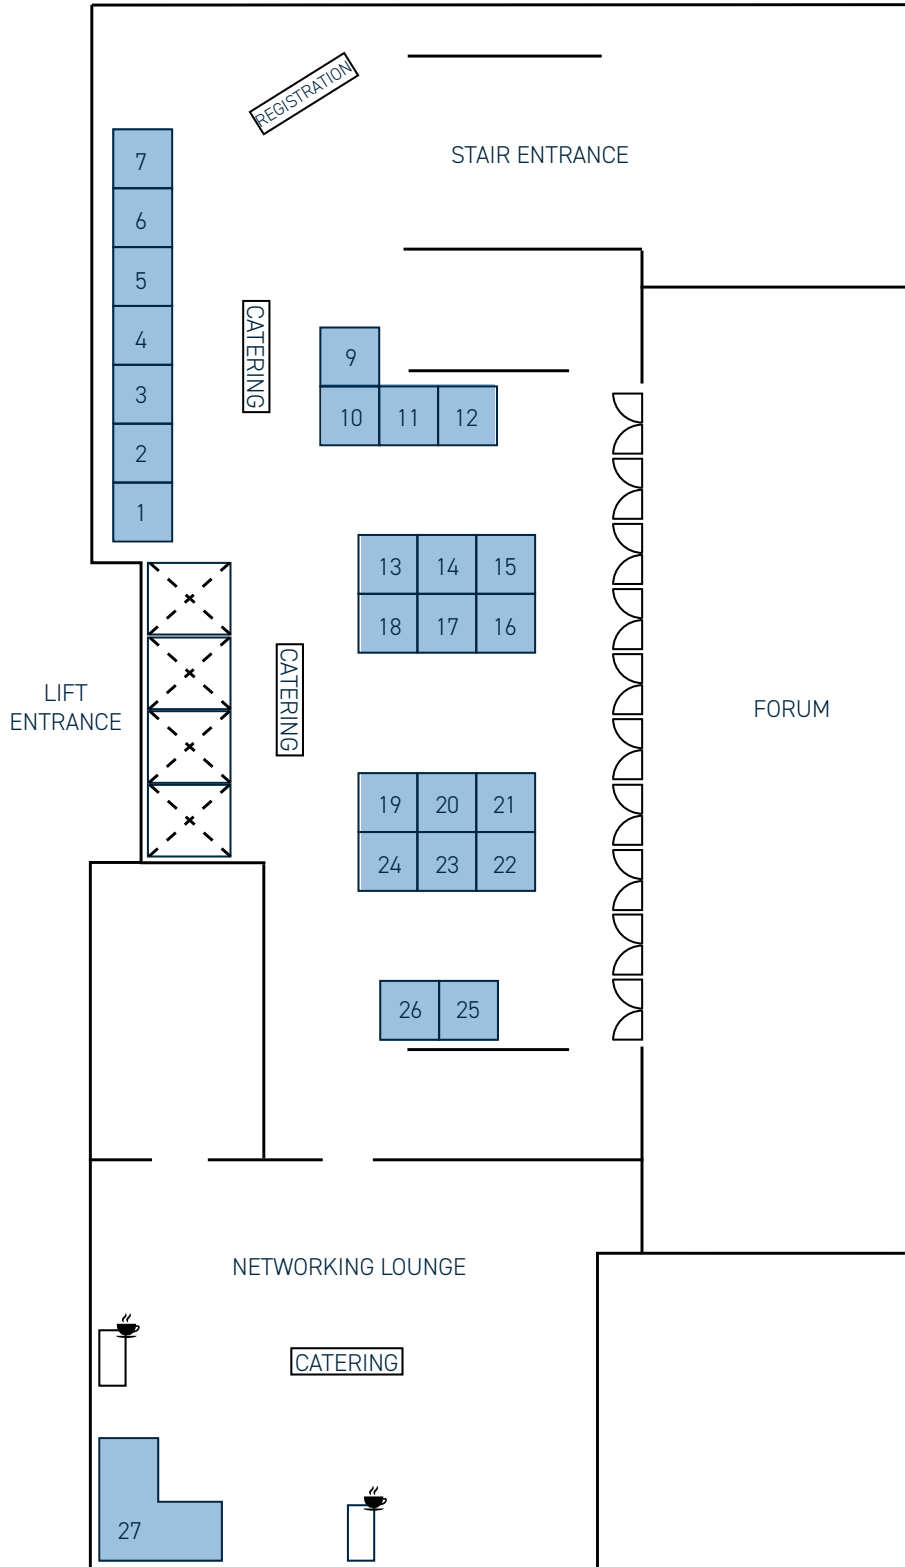 REGISTRATION
STAIR ENTRANCE
7
6
5
4
3
2
1
CATERING
9
10 11 12
13 14 15
18 17 16
LIFT
ENTRANCE
CATERING
FORUM
19 20 21
24 23 22
26 25
NETWORKING LOUNGE
CATERING
27